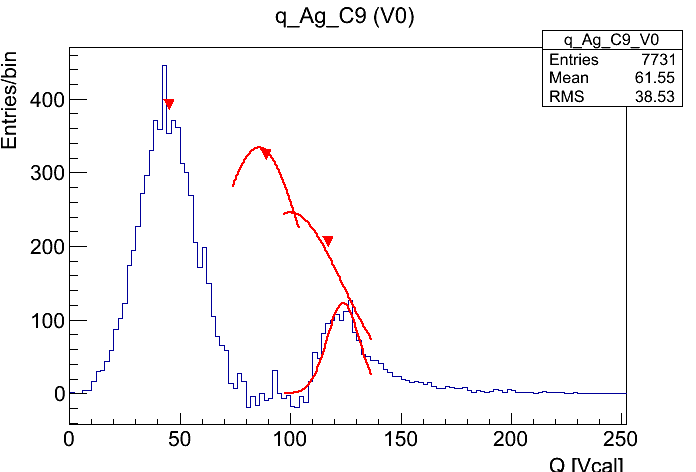 q_Ag_C9 (V0)
q_Ag_C9_V0
Entries 7731
Mean 61.55
RMS 38.53
Entries/bin
400
300
200
100
0
0 50 100 150 200 250
Q [Vcal]